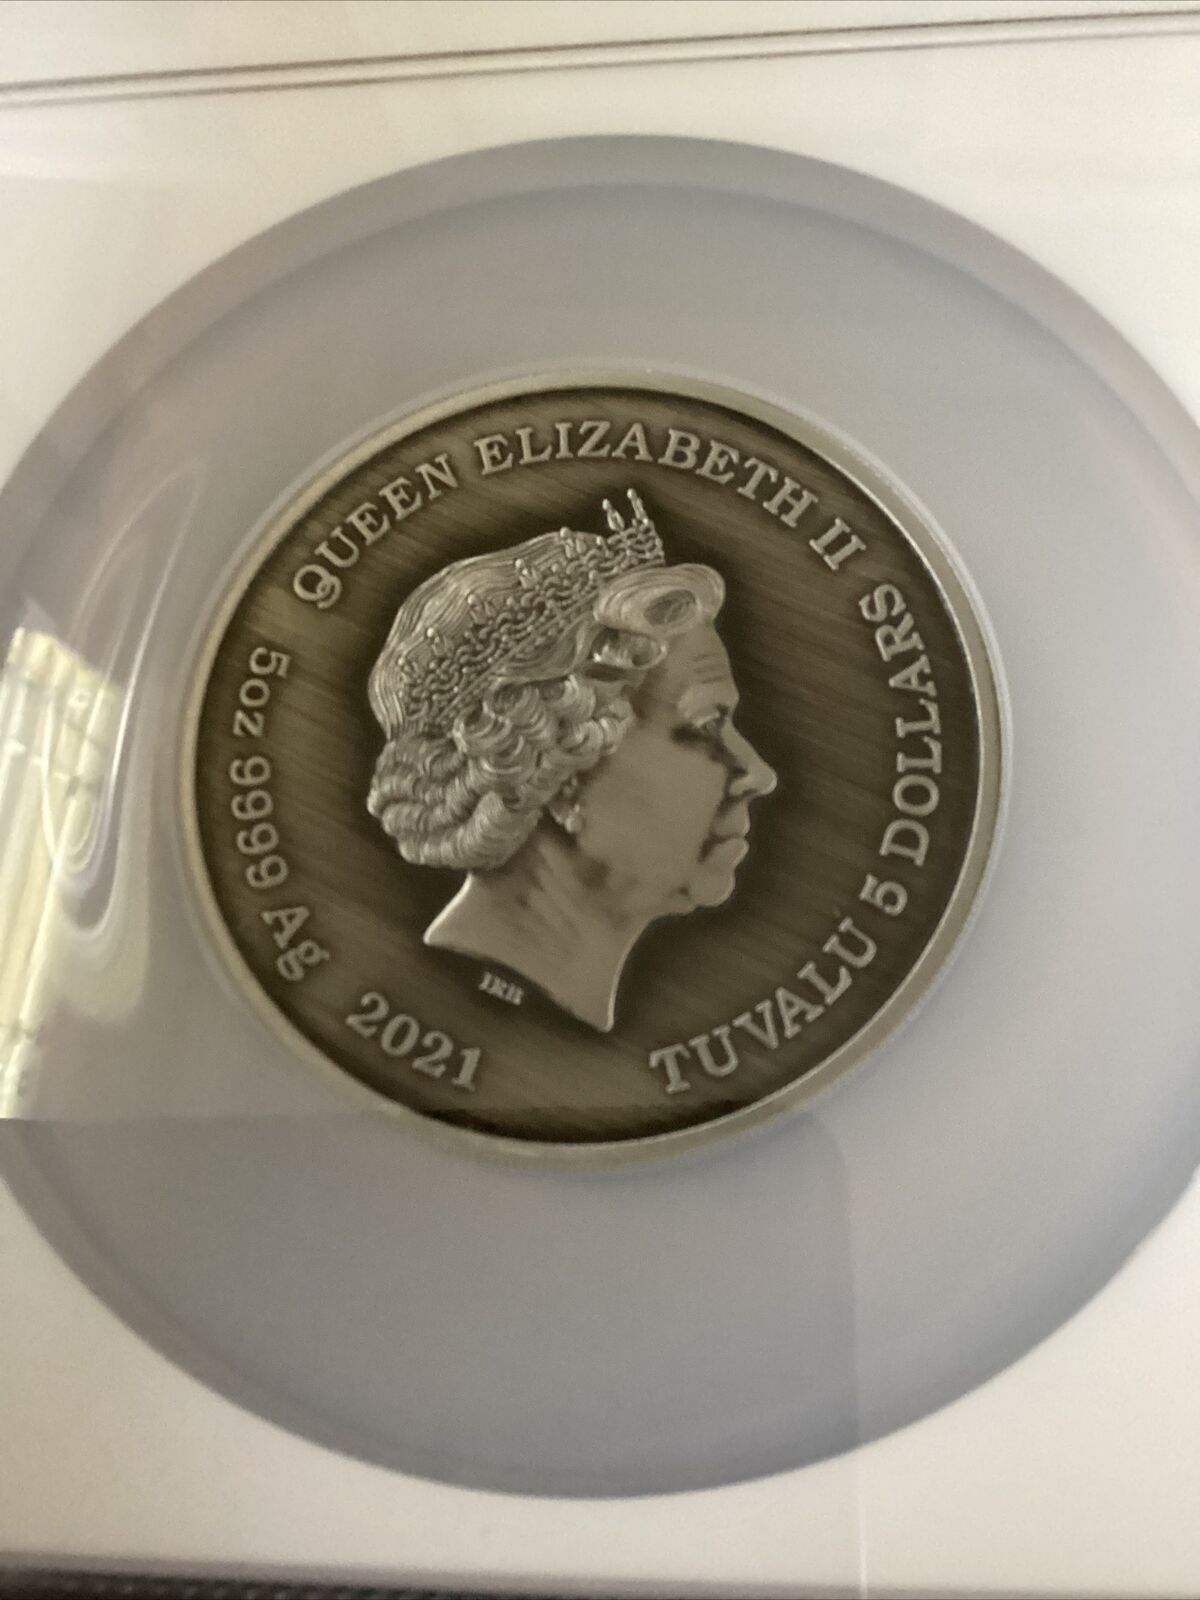 QUEEN ELIZABETH II
TUVALU 5 DOLLARS
5oz 9999 Ag 2021
IRB